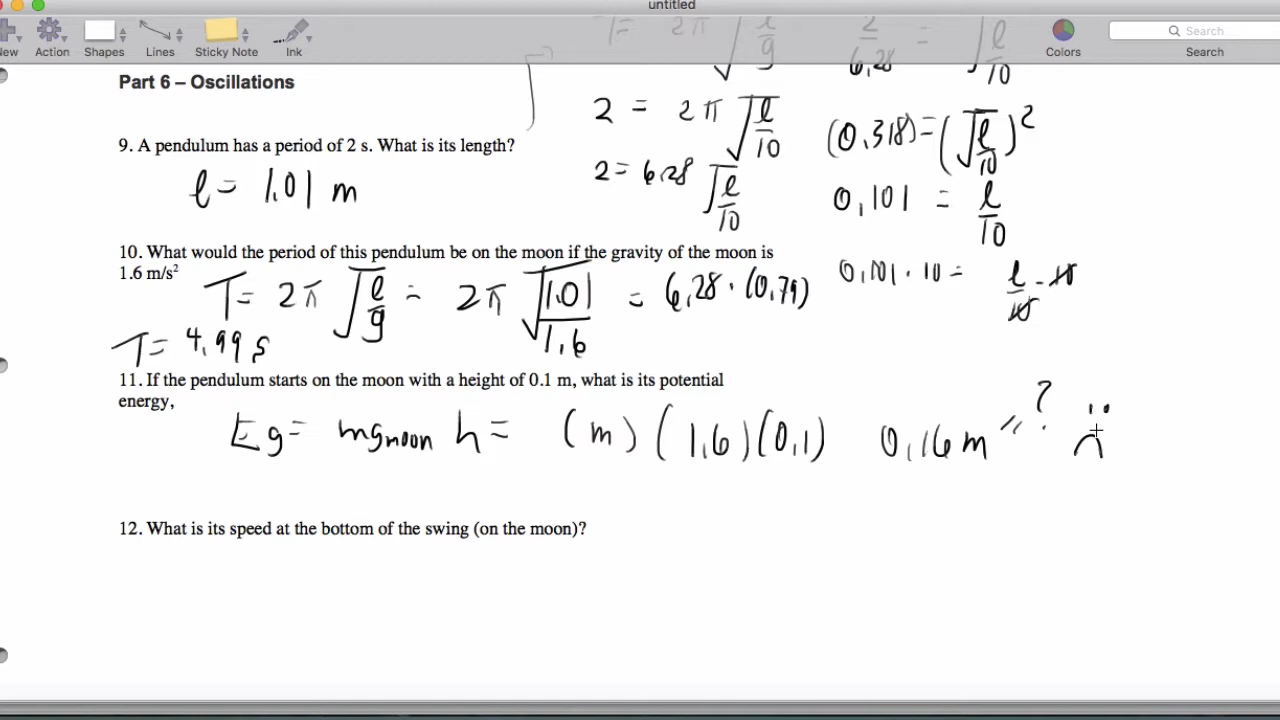 untitled
New Action Shapes Lines Sticky Note Ink Colors Search
Search
T= 2π √l/g
2/6,28 = √l/10
Part 6 – Oscillations
2 = 2π √l/10
(0,318)=(√l/10)²
9. A pendulum has a period of 2 s. What is its length?
l= 1.01 m
2= 6,28 √l/10
0,101 = l/10
10. What would the period of this pendulum be on the moon if the gravity of the moon is
1.6 m/s²
T= 2π √l/g = 2π √1.01/1,6 = 6,28 · (0,79)
0,101 · 10 = l/10 · 10
T= 4,99 s
11. If the pendulum starts on the moon with a height of 0.1 m, what is its potential
energy,
Eg= mgmoon h= (m) (1,6)(0,1) 0,16m = ?
12. What is its speed at the bottom of the swing (on the moon)?